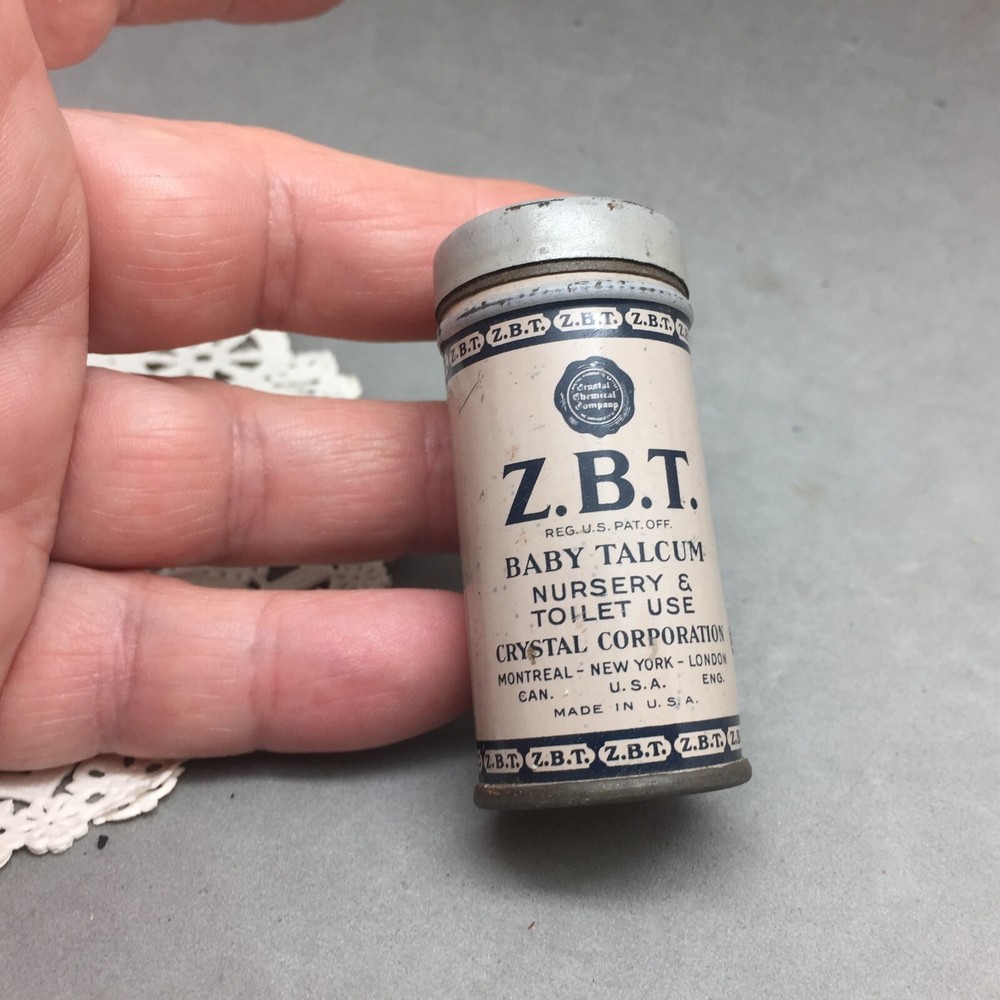 Z.B.T. Z.B.T. Z.B.T. Z.B.T.
Crystal
Chemical
Company
Z.B.T.
REG. U.S. PAT. OFF.
BABY TALCUM
NURSERY &
TOILET USE
CRYSTAL CORPORATION
MONTREAL - NEW YORK - LONDON
CAN. U.S.A. ENG.
MADE IN U.S.A.
Z.B.T. Z.B.T. Z.B.T. Z.B.T.